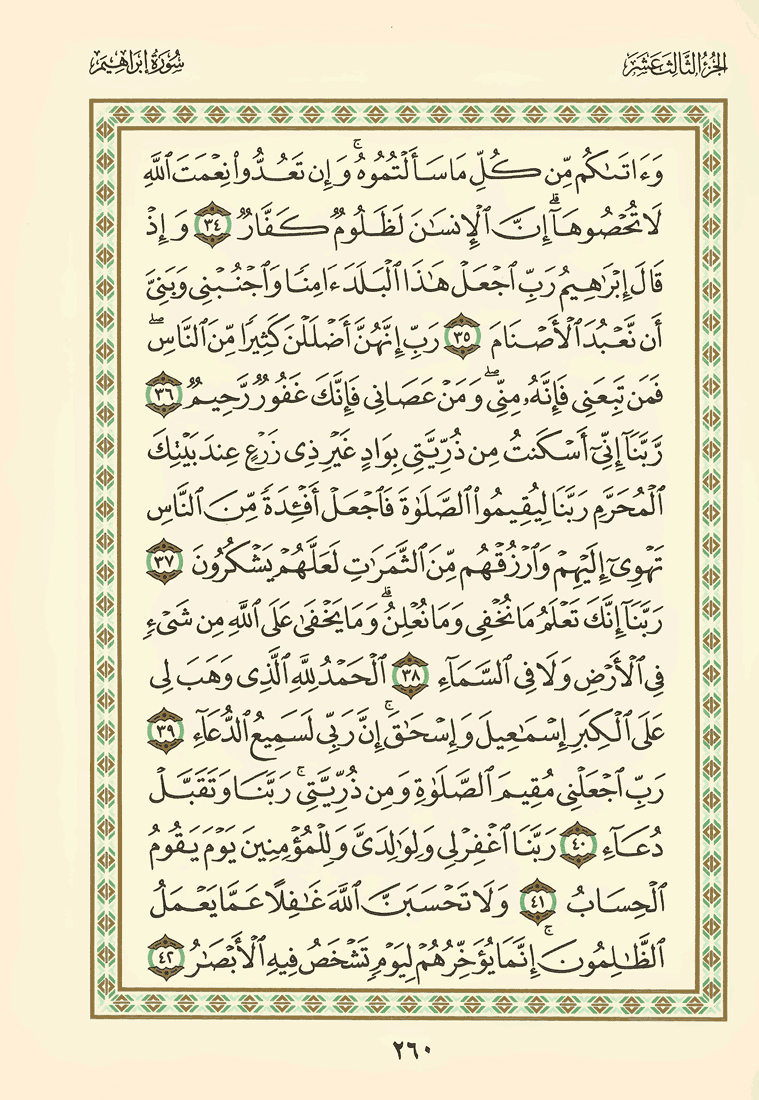 الجزء الثالث عشر
سورة إبراهيم
وَءَاتَىٰكُم مِّن كُلِّ مَا سَأَلْتُمُوهُ ۚ وَإِن تَعُدُّوا۟ نِعْمَتَ ٱللَّهِ
لَا تُحْصُوهَآ ۗ إِنَّ ٱلْإِنسَـٰنَ لَظَلُومٌ كَفَّارٌ ٣٤ وَإِذْ
قَالَ إِبْرَٰهِيمُ رَبِّ ٱجْعَلْ هَـٰذَا ٱلْبَلَدَ ءَامِنًا وَٱجْنُبْنِى وَبَنِىَّ
أَن نَّعْبُدَ ٱلْأَصْنَامَ ٣٥ رَبِّ إِنَّهُنَّ أَضْلَلْنَ كَثِيرًا مِّنَ ٱلنَّاسِ ۖ
فَمَن تَبِعَنِى فَإِنَّهُۥ مِنِّى ۖ وَمَنْ عَصَانِى فَإِنَّكَ غَفُورٌ رَّحِيمٌ ٣٦
رَّبَّنَآ إِنِّىٓ أَسْكَنتُ مِن ذُرِّيَّتِى بِوَادٍ غَيْرِ ذِى زَرْعٍ عِندَ بَيْتِكَ
ٱلْمُحَرَّمِ رَبَّنَا لِيُقِيمُوا۟ ٱلصَّلَوٰةَ فَٱجْعَلْ أَفْـِٔدَةً مِّنَ ٱلنَّاسِ
تَهْوِىٓ إِلَيْهِمْ وَٱرْزُقْهُم مِّنَ ٱلثَّمَرَٰتِ لَعَلَّهُمْ يَشْكُرُونَ ٣٧
رَبَّنَآ إِنَّكَ تَعْلَمُ مَا نُخْفِى وَمَا نُعْلِنُ ۗ وَمَا يَخْفَىٰ عَلَى ٱللَّهِ مِن شَىْءٍ
فِى ٱلْأَرْضِ وَلَا فِى ٱلسَّمَآءِ ٣٨ ٱلْحَمْدُ لِلَّهِ ٱلَّذِى وَهَبَ لِى
عَلَى ٱلْكِبَرِ إِسْمَـٰعِيلَ وَإِسْحَـٰقَ ۚ إِنَّ رَبِّى لَسَمِيعُ ٱلدُّعَآءِ ٣٩
رَبِّ ٱجْعَلْنِى مُقِيمَ ٱلصَّلَوٰةِ وَمِن ذُرِّيَّتِى ۚ رَبَّنَا وَتَقَبَّلْ
دُعَآءِ ٤٠ رَبَّنَا ٱغْفِرْ لِى وَلِوَٰلِدَىَّ وَلِلْمُؤْمِنِينَ يَوْمَ يَقُومُ
ٱلْحِسَابُ ٤١ وَلَا تَحْسَبَنَّ ٱللَّهَ غَـٰفِلًا عَمَّا يَعْمَلُ
ٱلظَّـٰلِمُونَ ۚ إِنَّمَا يُؤَخِّرُهُمْ لِيَوْمٍ تَشْخَصُ فِيهِ ٱلْأَبْصَـٰرُ ٤٢
٢٦٠